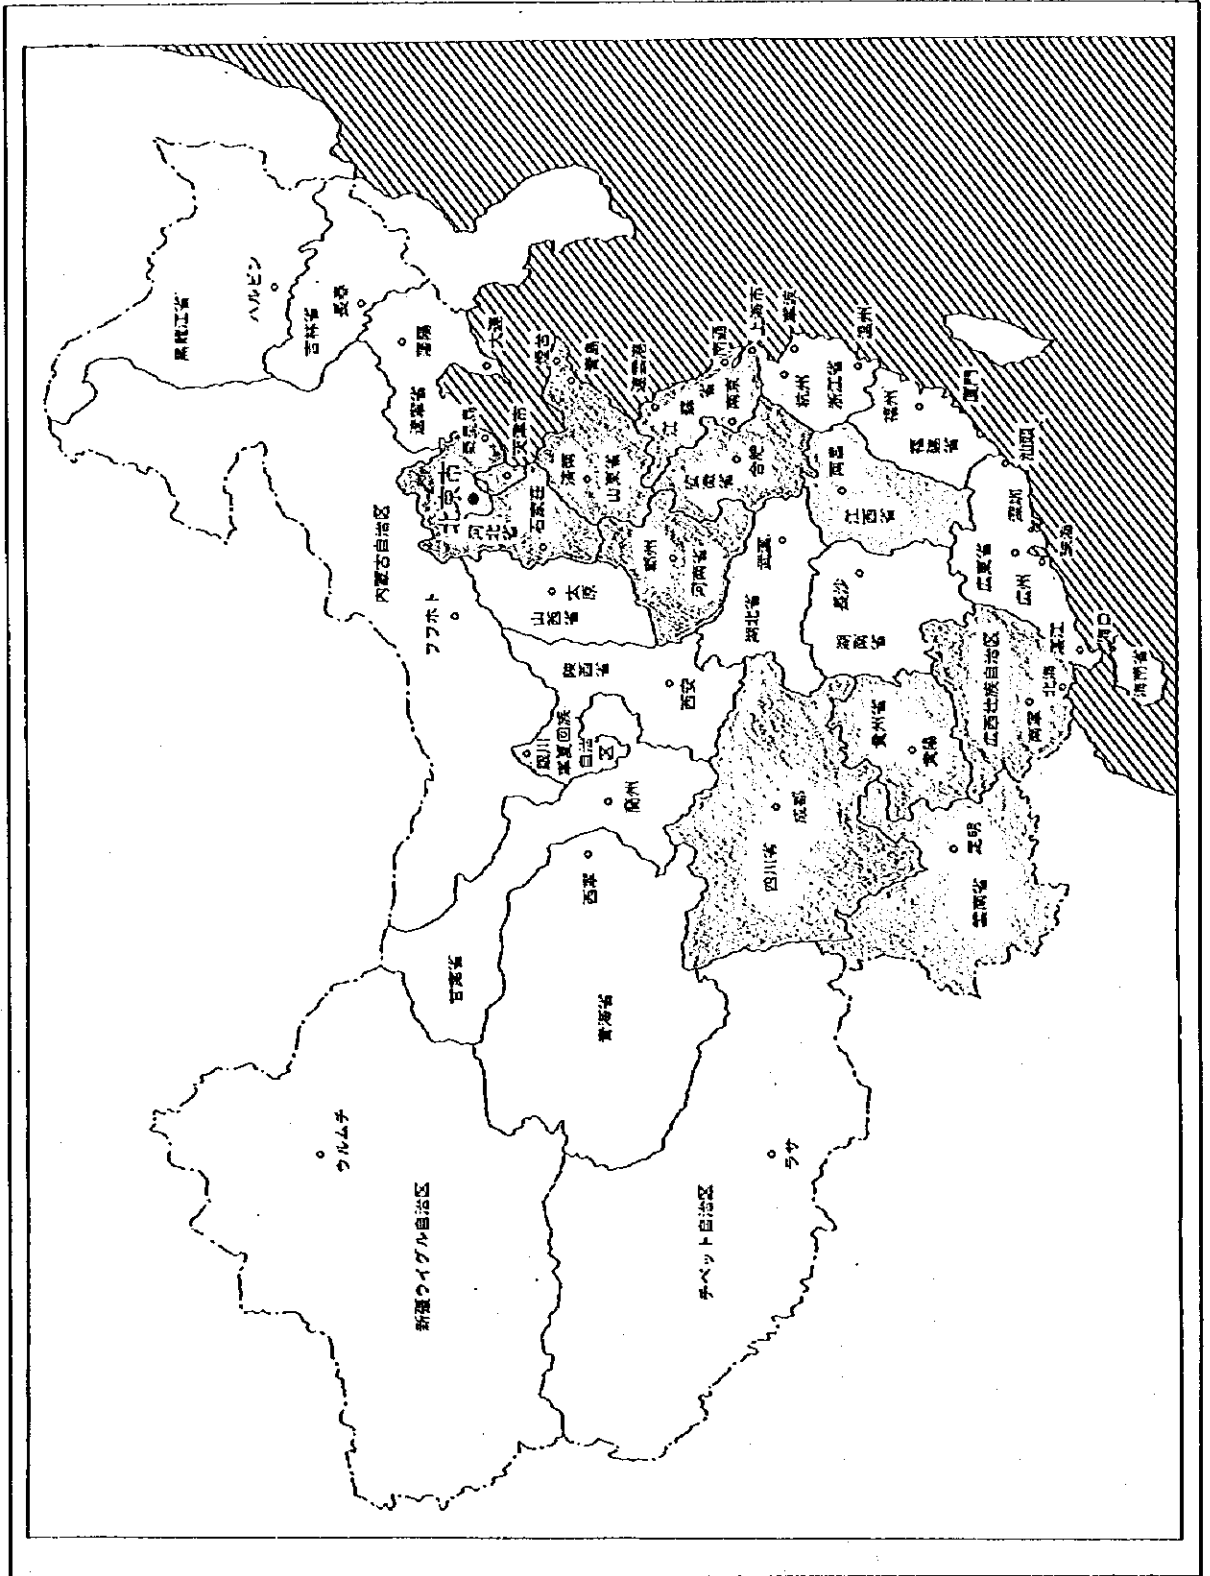 黒龍江省
ハルビン
吉林省
長春
内蒙古自治区
フフホト
遼寧省
瀋陽
大連
北京市
河北省
秦皇島
天津市
石家荘
山西省
太原
済南
山東省
煙台
青島
連雲港
江蘇省
南京
南通
上海市
寧波
杭州
浙江省
温州
安徽省
合肥
鄭州
河南省
陝西省
西安
銀川
寧夏回族
自治
区
蘭州
甘粛省
西寧
青海省
新疆ウイグル自治区
ウルムチ
チベット自治区
ラサ
四川省
成都
湖北省
武漢
湖南省
長沙
江西省
南昌
福建省
福州
厦門
汕頭
広東省
広州
深圳
珠海
湛江
海口
海南省
広西壮族自治区
南寧
北海
貴州省
貴陽
雲南省
昆明